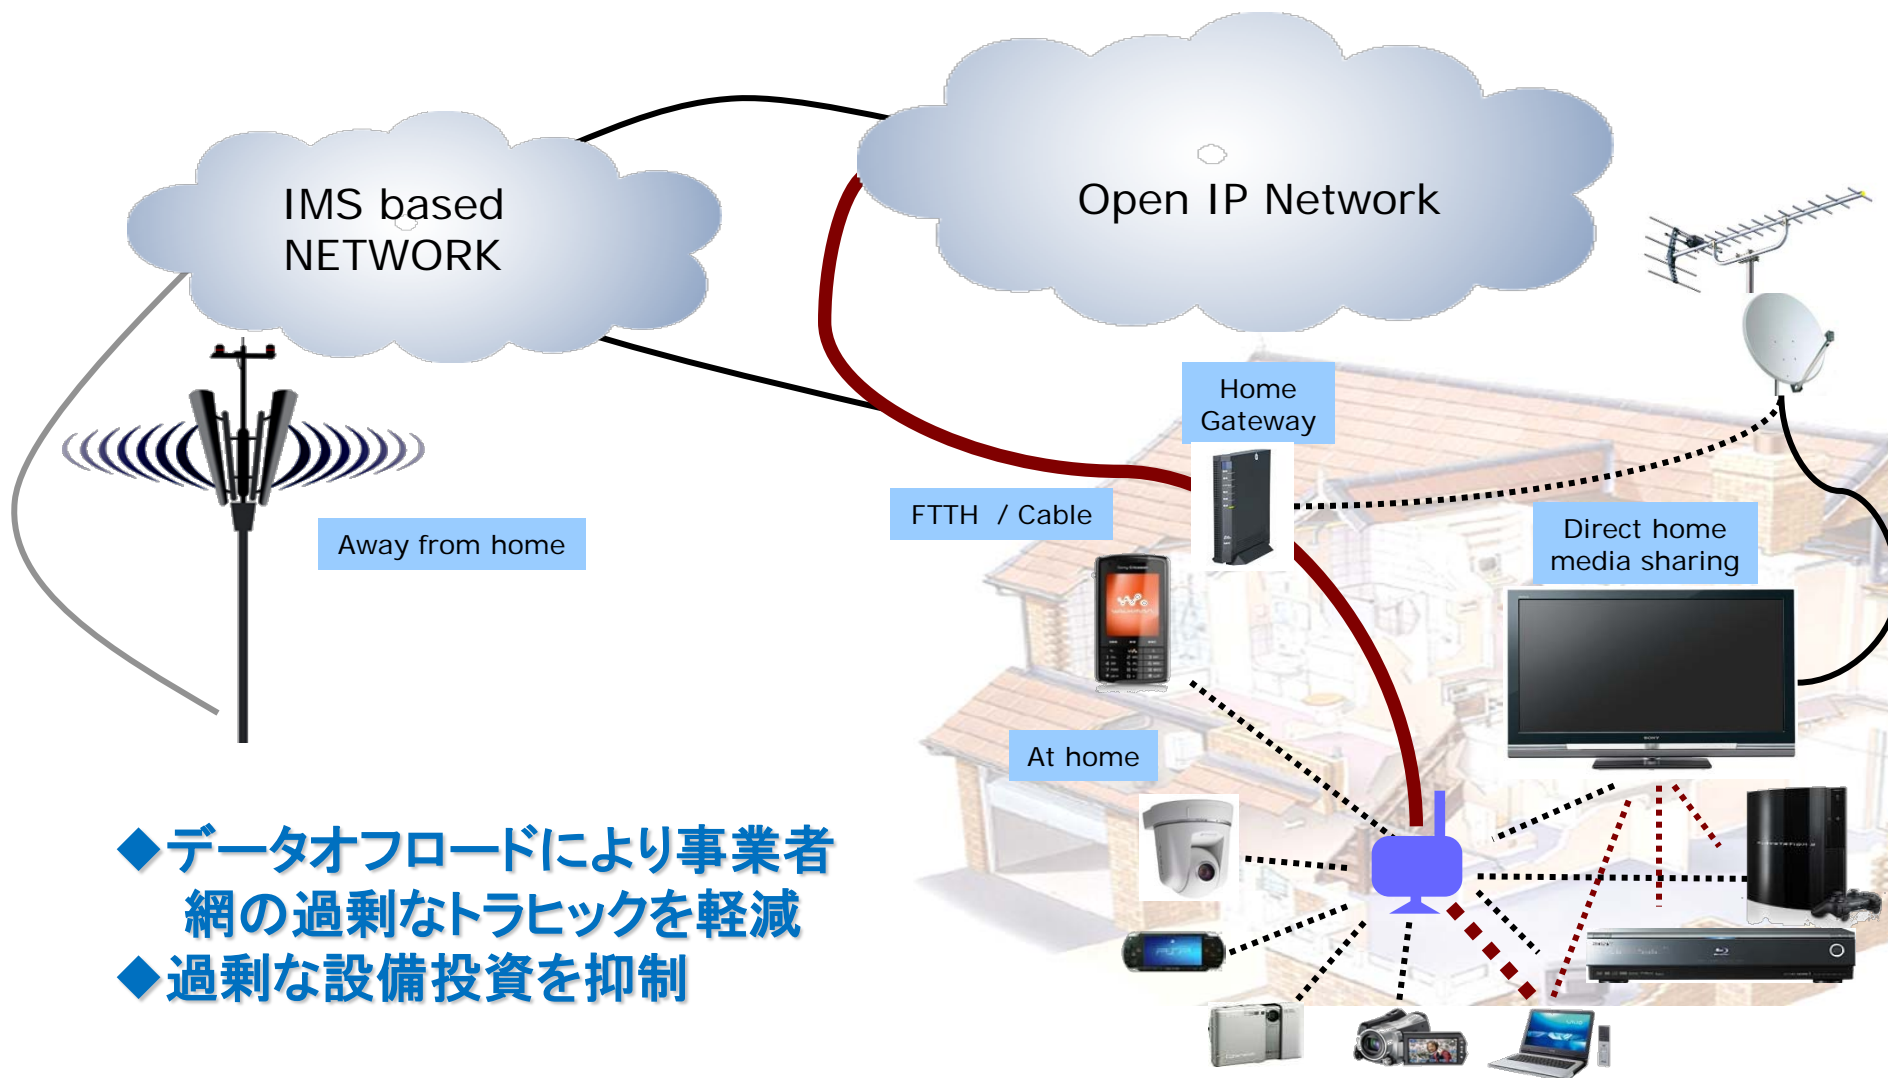 IMS based
NETWORK
Open IP Network
Home
Gateway
FTTH / Cable
Away from home
Direct home
media sharing
At home
SONY
◆データオフロードにより事業者
網の過剰なトラヒックを軽減
◆過剰な設備投資を抑制